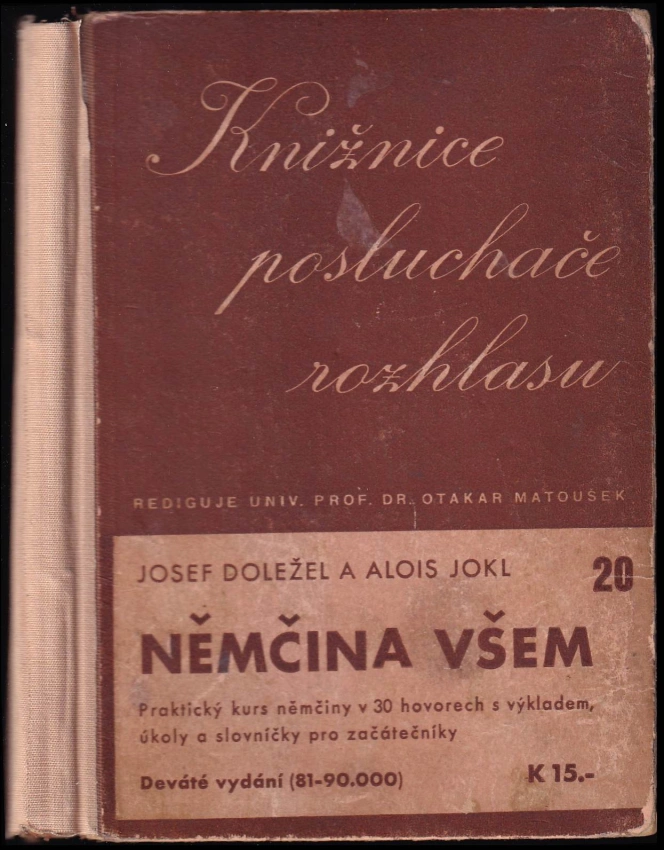 Knižnice
posluchače
rozhlasu
REDIGUJE UNIV. PROF. DR. OTAKAR MATOUŠEK
JOSEF DOLEŽEL A ALOIS JOKL
20
NĚMČINA VŠEM
Praktický kurs němčiny v 30 hovorech s výkladem,
úkoly a slovníčky pro začátečníky
Deváté vydání (81-90.000)
K 15.-